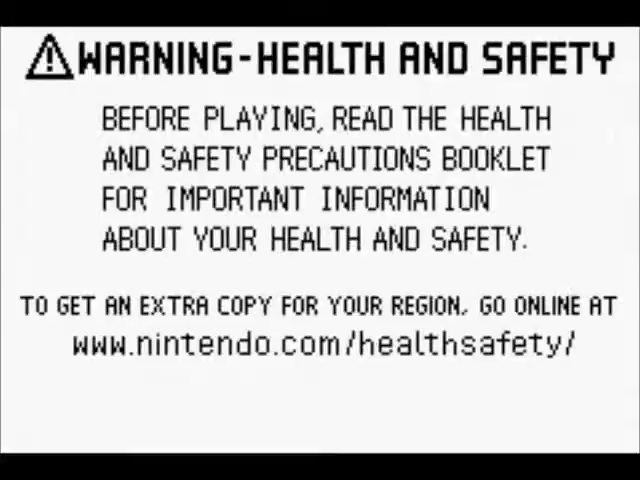 WARNING-HEALTH AND SAFETY
BEFORE PLAYING, READ THE HEALTH
AND SAFETY PRECAUTIONS BOOKLET
FOR IMPORTANT INFORMATION
ABOUT YOUR HEALTH AND SAFETY.
TO GET AN EXTRA COPY FOR YOUR REGION, GO ONLINE AT
www.nintendo.com/healthsafety/